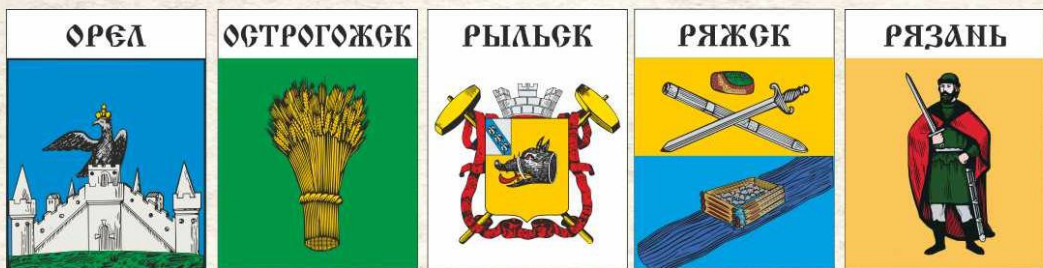 ОРЕЛ
ОСТРОГОЖСК
РЫЛЬСК
РЯЖСК
РЯЗАНЬ